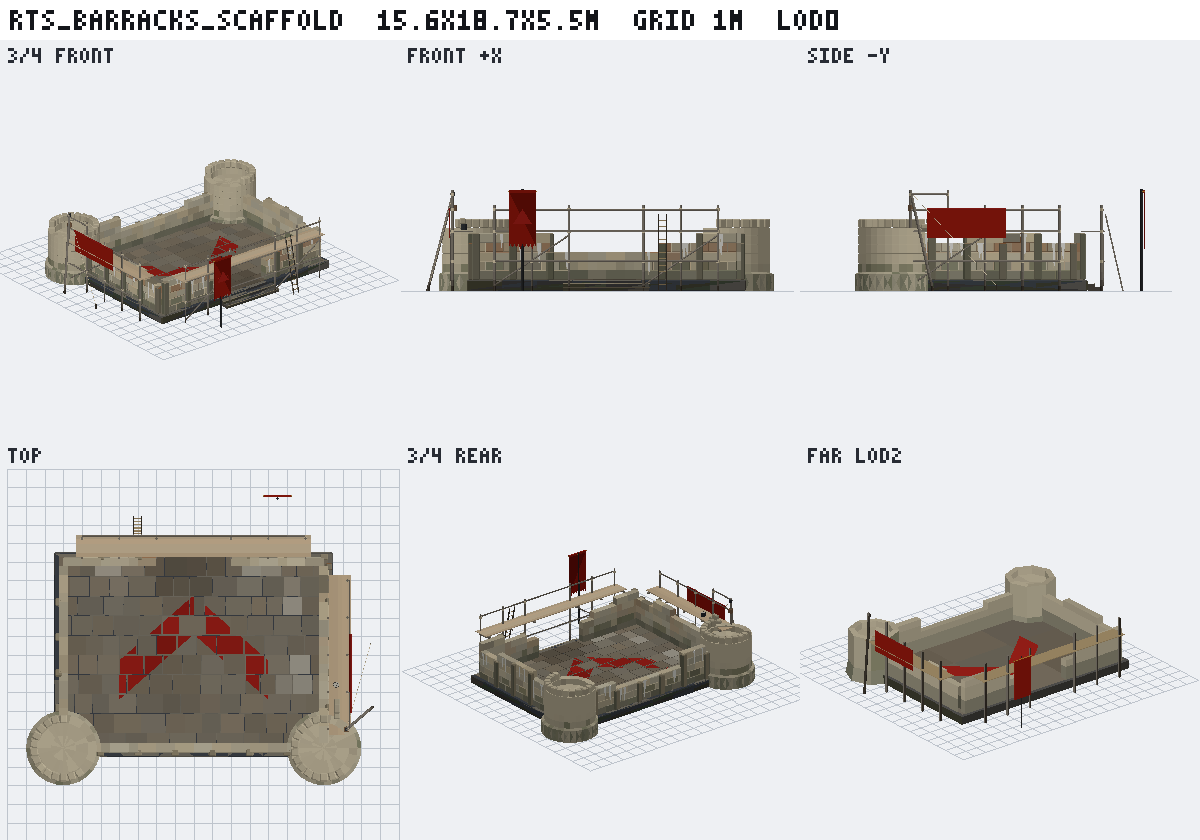 RTS_BARRACKS_SCAFFOLD 15.6X18.7X5.5M GRID 1M LOD0
3/4 FRONT
FRONT +X
SIDE -Y
TOP
3/4 REAR
FAR LOD2